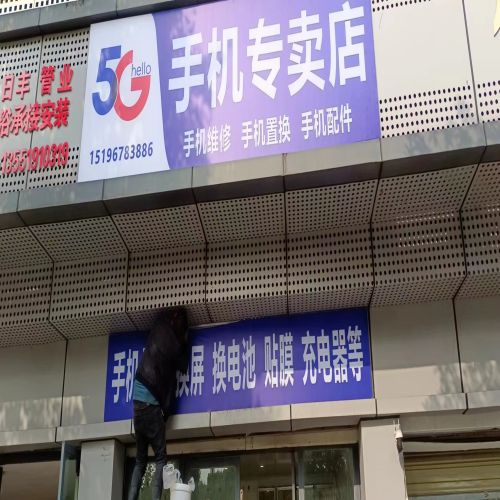 日丰 管业
承接安装
13551910319
5G hello
手机专卖店
手机维修 手机置换 手机配件
15196783886
手机 换屏 换电池 贴膜 充电器等